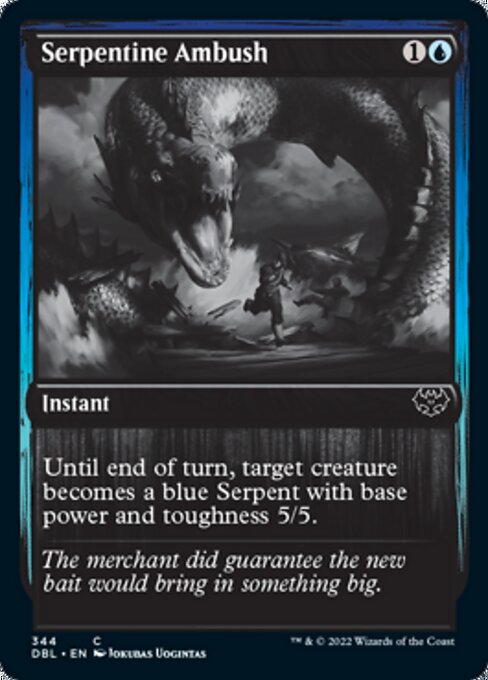 Serpentine Ambush 1
Instant
Until end of turn, target creature
becomes a blue Serpent with base
power and toughness 5/5.
The merchant did guarantee the new
bait would bring in something big.
344 C
DBL • EN Jokubas Uogintas
™ & © 2022 Wizards of the Coast